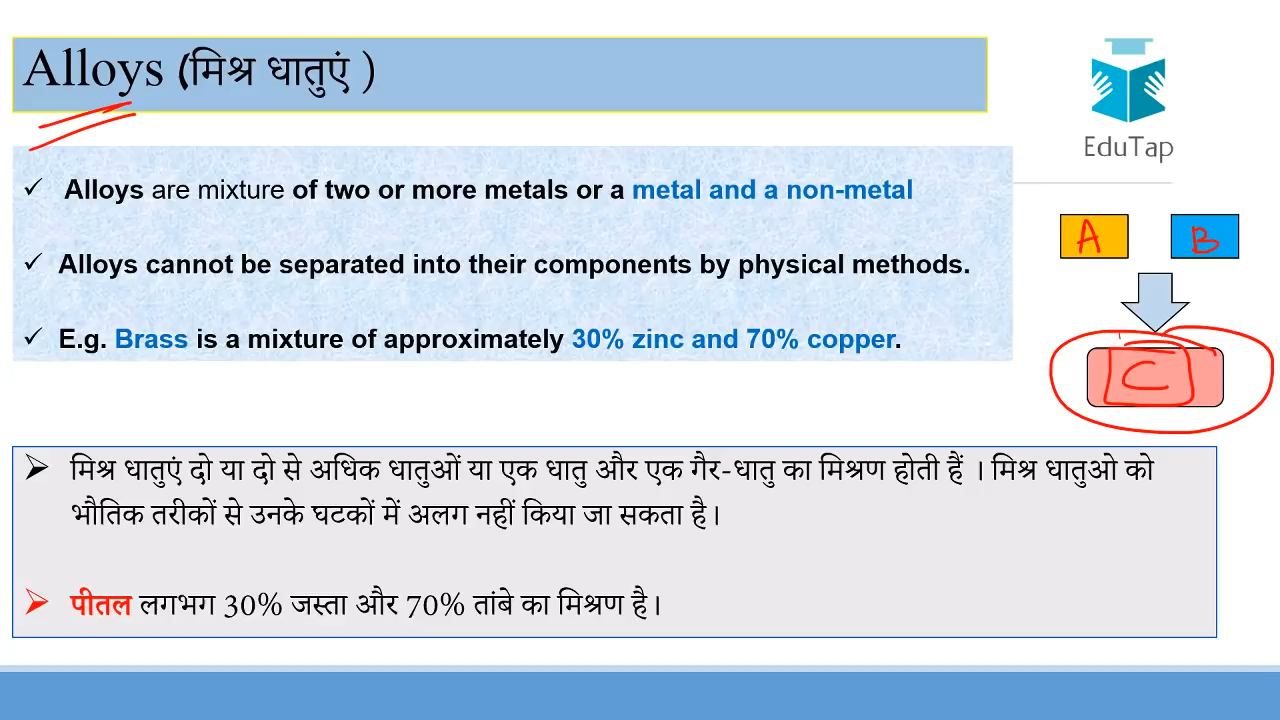 Alloys (मिश्र धातुएं )
EduTap
✓ Alloys are mixture of two or more metals or a metal and a non-metal
✓ Alloys cannot be separated into their components by physical methods.
✓ E.g. Brass is a mixture of approximately 30% zinc and 70% copper.
A B
C
➤ मिश्र धातुएं दो या दो से अधिक धातुओं या एक धातु और एक गैर-धातु का मिश्रण होती हैं । मिश्र धातुओ को
भौतिक तरीकों से उनके घटकों में अलग नहीं किया जा सकता है।
➤ पीतल लगभग 30% जस्ता और 70% तांबे का मिश्रण है।